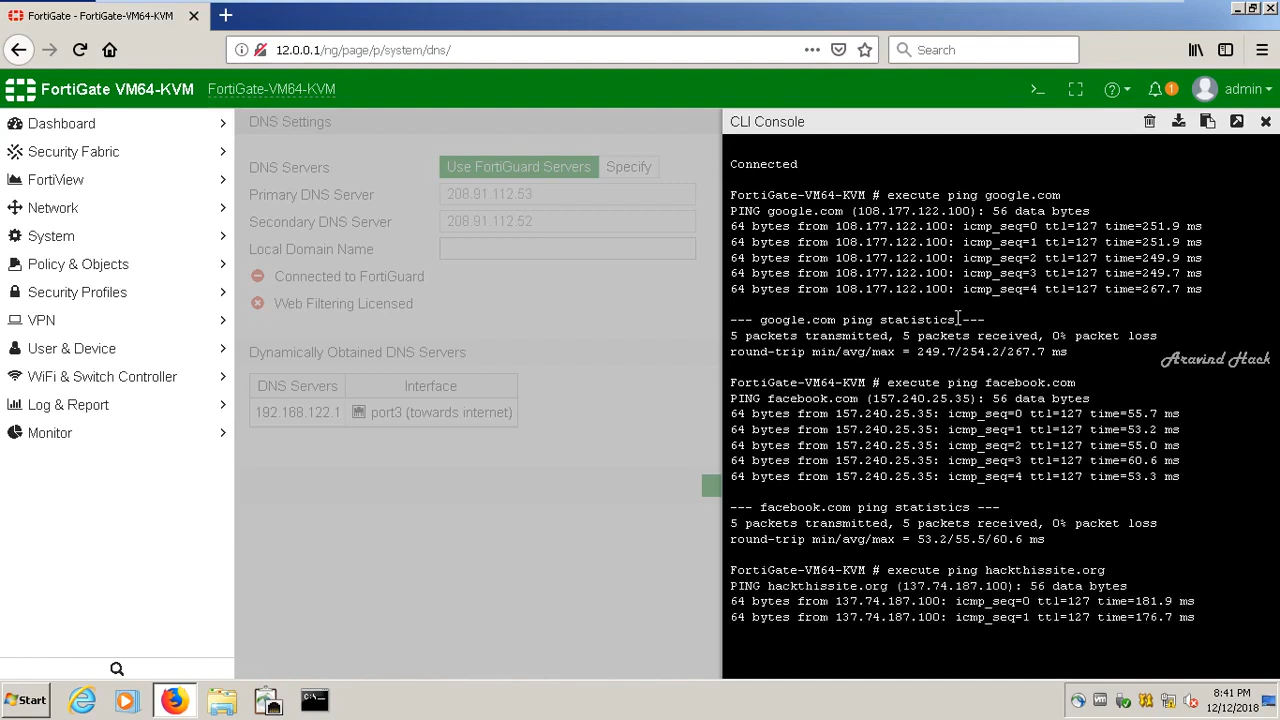 FortiGate - FortiGate-VM64-KVM
12.0.0.1/ng/page/p/system/dns/
Search
FortiGate VM64-KVM
FortiGate-VM64-KVM
>_
1
admin
Dashboard
Security Fabric
FortiView
Network
System
Policy & Objects
Security Profiles
VPN
User & Device
WiFi & Switch Controller
Log & Report
Monitor
DNS Settings
DNS Servers
Use FortiGuard Servers
Specify
Primary DNS Server
208.91.112.53
Secondary DNS Server
208.91.112.52
Local Domain Name
Connected to FortiGuard
Web Filtering Licensed
Dynamically Obtained DNS Servers
DNS Servers
Interface
192.168.122.1
port3 (towards internet)
CLI Console
Connected
FortiGate-VM64-KVM # execute ping google.com
PING google.com (108.177.122.100): 56 data bytes
64 bytes from 108.177.122.100: icmp_seq=0 ttl=127 time=251.9 ms
64 bytes from 108.177.122.100: icmp_seq=1 ttl=127 time=251.9 ms
64 bytes from 108.177.122.100: icmp_seq=2 ttl=127 time=249.9 ms
64 bytes from 108.177.122.100: icmp_seq=3 ttl=127 time=249.7 ms
64 bytes from 108.177.122.100: icmp_seq=4 ttl=127 time=267.7 ms
--- google.com ping statistics ---
5 packets transmitted, 5 packets received, 0% packet loss
round-trip min/avg/max = 249.7/254.2/267.7 ms
Aravind Hack
FortiGate-VM64-KVM # execute ping facebook.com
PING facebook.com (157.240.25.35): 56 data bytes
64 bytes from 157.240.25.35: icmp_seq=0 ttl=127 time=55.7 ms
64 bytes from 157.240.25.35: icmp_seq=1 ttl=127 time=53.2 ms
64 bytes from 157.240.25.35: icmp_seq=2 ttl=127 time=55.0 ms
64 bytes from 157.240.25.35: icmp_seq=3 ttl=127 time=60.6 ms
64 bytes from 157.240.25.35: icmp_seq=4 ttl=127 time=53.3 ms
--- facebook.com ping statistics ---
5 packets transmitted, 5 packets received, 0% packet loss
round-trip min/avg/max = 53.2/55.5/60.6 ms
FortiGate-VM64-KVM # execute ping hackthissite.org
PING hackthissite.org (137.74.187.100): 56 data bytes
64 bytes from 137.74.187.100: icmp_seq=0 ttl=127 time=181.9 ms
64 bytes from 137.74.187.100: icmp_seq=1 ttl=127 time=176.7 ms
Start
8:41 PM
12/12/2018